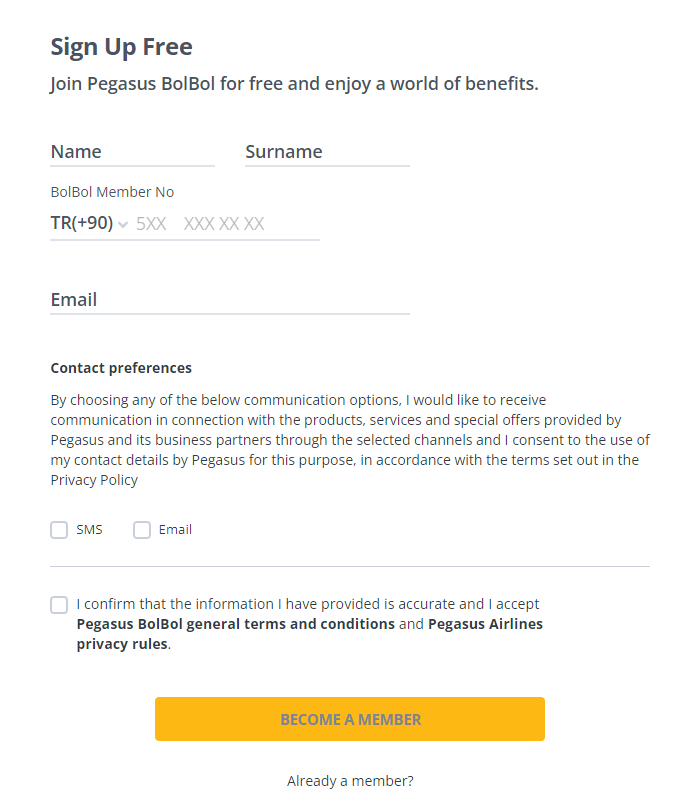 Sign Up Free
Join Pegasus BolBol for free and enjoy a world of benefits.
Name Surname
BolBol Member No
TR(+90) 5XX XXX XX XX
Email
Contact preferences
By choosing any of the below communication options, I would like to receive
communication in connection with the products, services and special offers provided by
Pegasus and its business partners through the selected channels and I consent to the use of
my contact details by Pegasus for this purpose, in accordance with the terms set out in the
Privacy Policy
SMS Email
I confirm that the information I have provided is accurate and I accept
Pegasus BolBol general terms and conditions and Pegasus Airlines
privacy rules.
BECOME A MEMBER
Already a member?